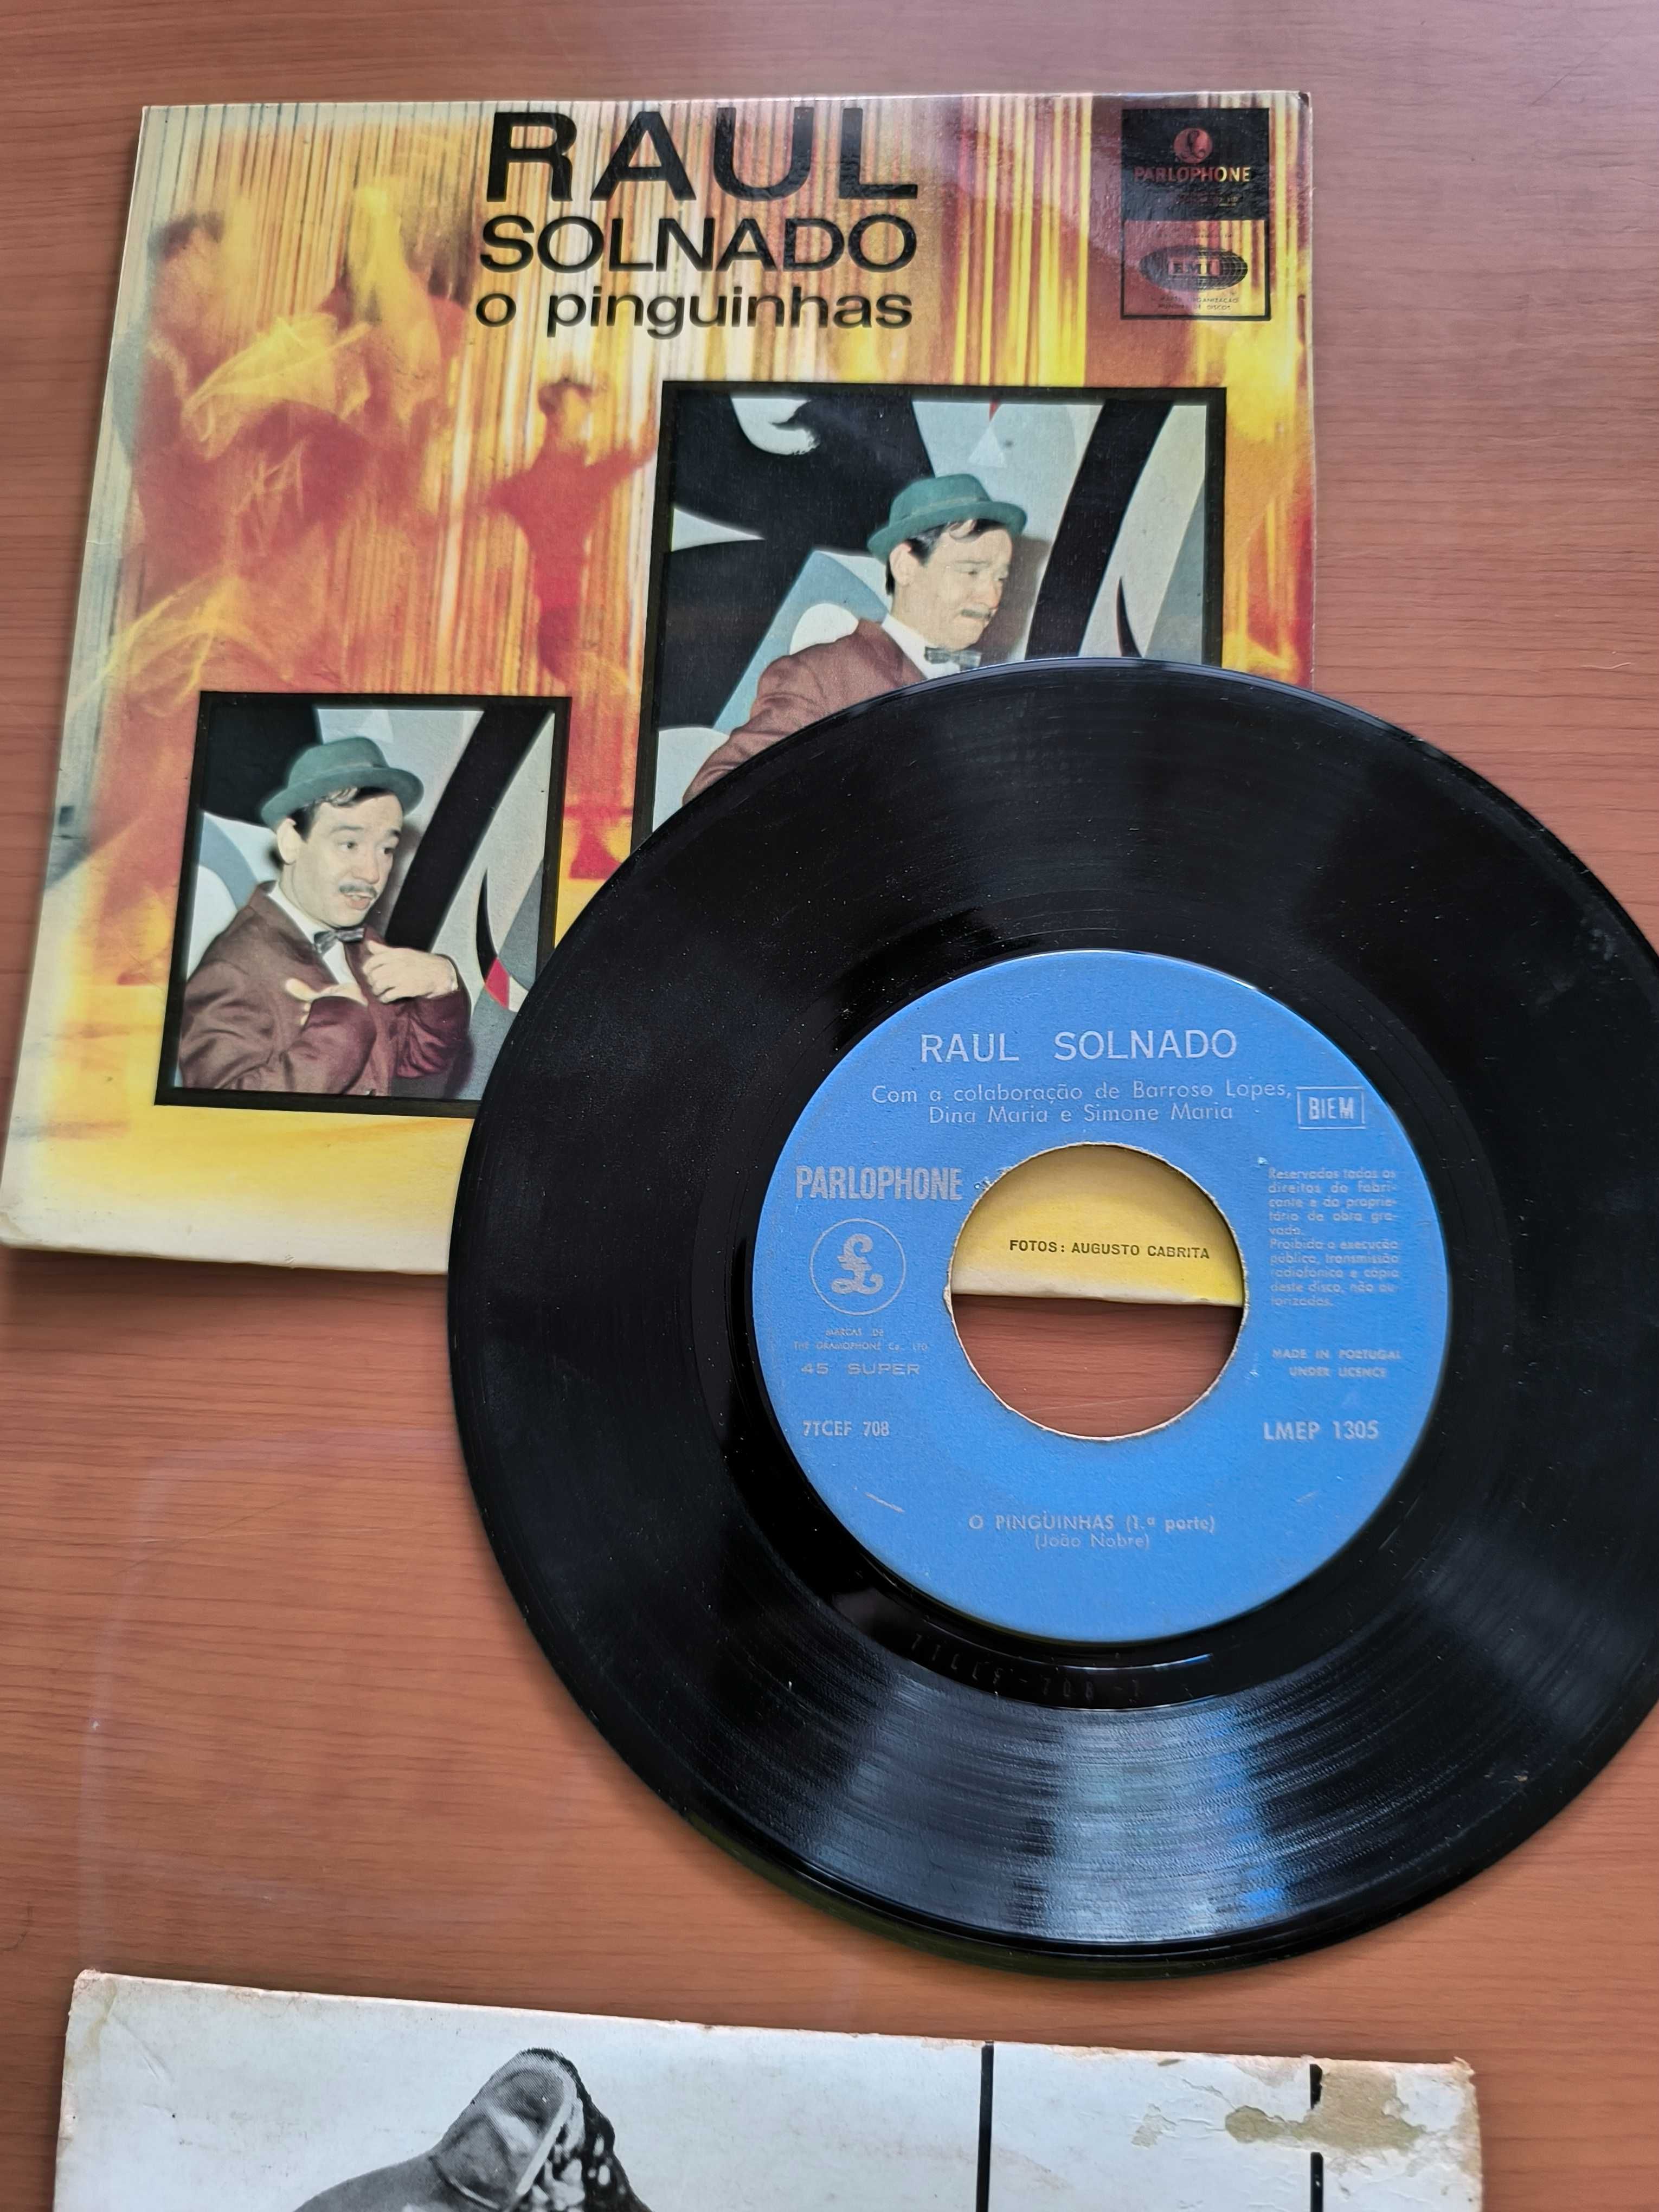 RAUL
SOLNADO
o pinguinhas
PARLOPHONE
EMI
RAUL SOLNADO
Com a colaboração de Barroso Lopes,
Dina Maria e Simone Maria
BIEM
PARLOPHONE
£
MARCAS DE
THE GRAMOPHONE Co. LTD.
45 SUPER
7TCEF 708
FOTOS: AUGUSTO CABRITA
Reservados todos os
direitos do fabri-
cante e do proprie-
tário da obra gra-
vada.
Proibida a execução
pública, transmissão
radiofónica e cópia
deste disco, não au-
torizadas.
MADE IN PORTUGAL
UNDER LICENCE
LMEP 1305
O PINGUINHAS (1.ª parte)
(João Nobre)